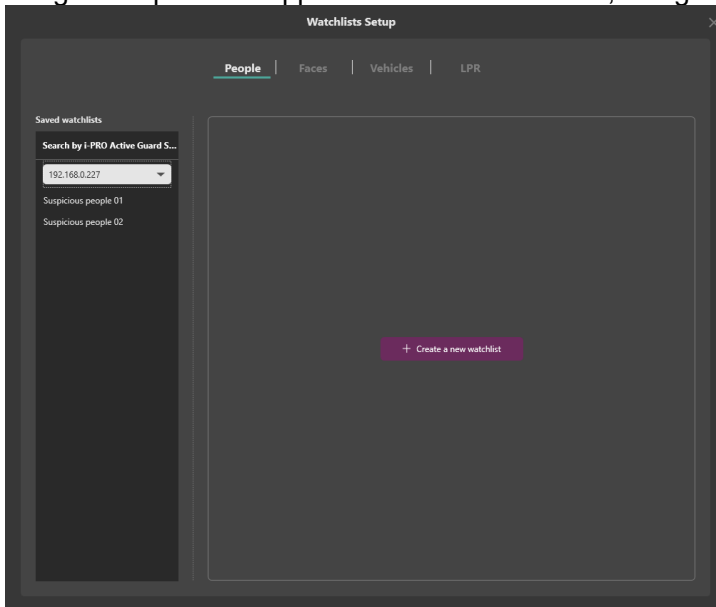 Watchlists Setup
People Faces Vehicles LPR
Saved watchlists
Search by i-PRO Active Guard S...
192.168.0.227
Suspicious people 01
Suspicious people 02
+ Create a new watchlist